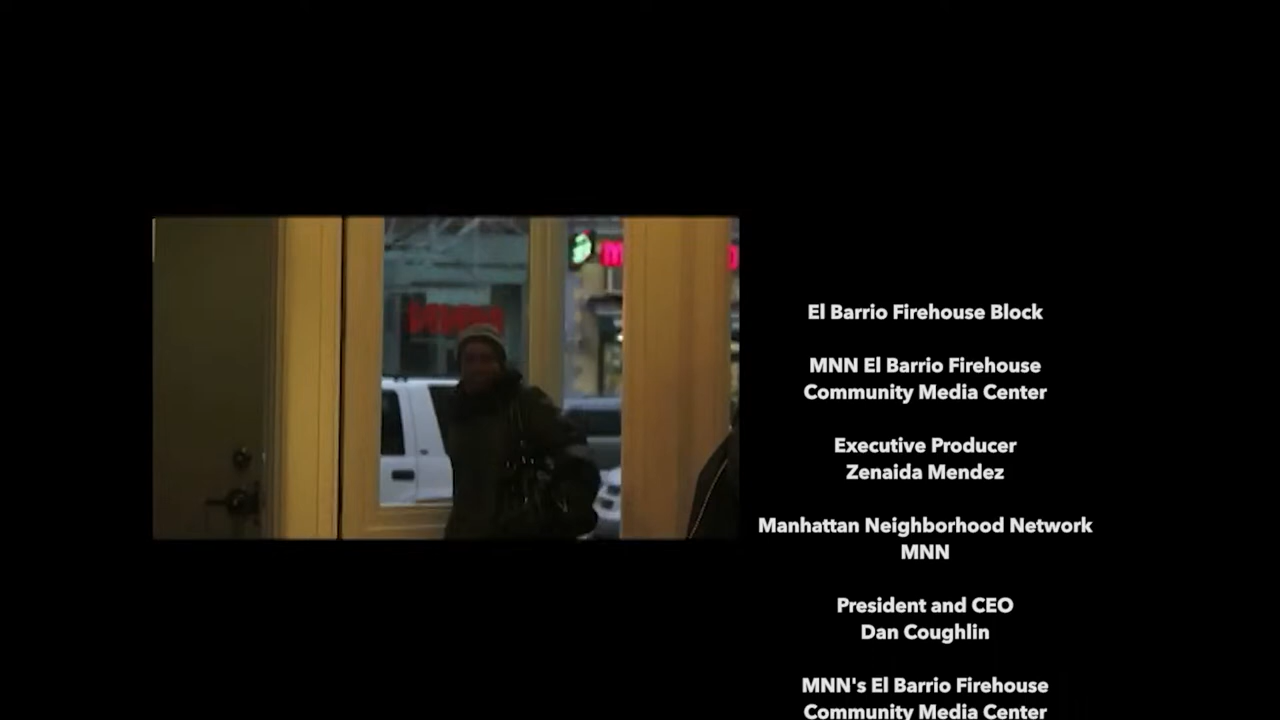 El Barrio Firehouse Block
MNN El Barrio Firehouse
Community Media Center
Executive Producer
Zenaida Mendez
Manhattan Neighborhood Network
MNN
President and CEO
Dan Coughlin
MNN's El Barrio Firehouse
Community Media Center